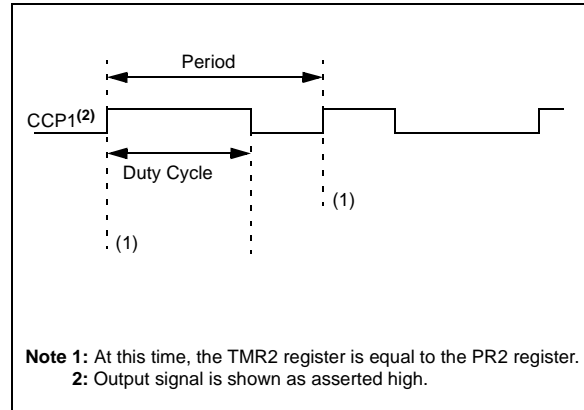 Period
CCP1(2)
Duty Cycle
(1)
(1)
Note 1: At this time, the TMR2 register is equal to the PR2 register.
2: Output signal is shown as asserted high.